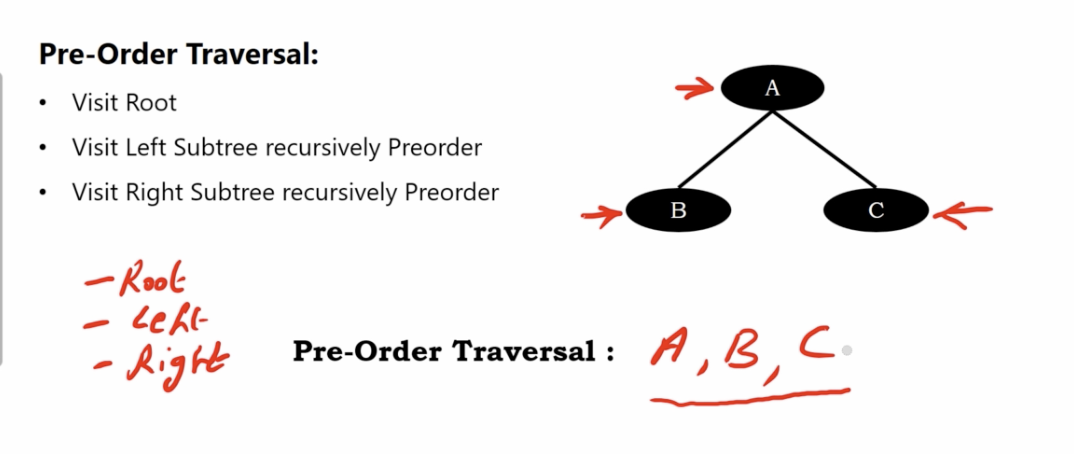 Pre-Order Traversal:
• Visit Root
• Visit Left Subtree recursively Preorder
• Visit Right Subtree recursively Preorder
A
B
C
- Root
- Left
- Right
Pre-Order Traversal : A, B, C